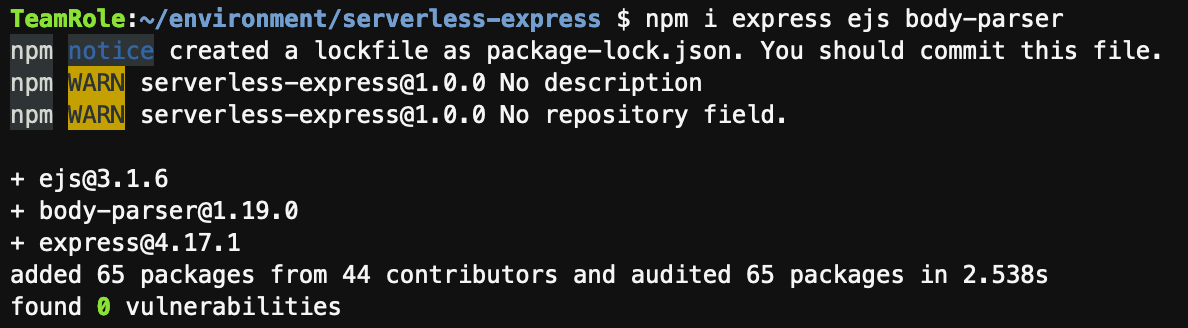 TeamRole:~/environment/serverless-express $ npm i express ejs body-parser
npm notice created a lockfile as package-lock.json. You should commit this file.
npm WARN serverless-express@1.0.0 No description
npm WARN serverless-express@1.0.0 No repository field.
+ ejs@3.1.6
+ body-parser@1.19.0
+ express@4.17.1
added 65 packages from 44 contributors and audited 65 packages in 2.538s
found 0 vulnerabilities